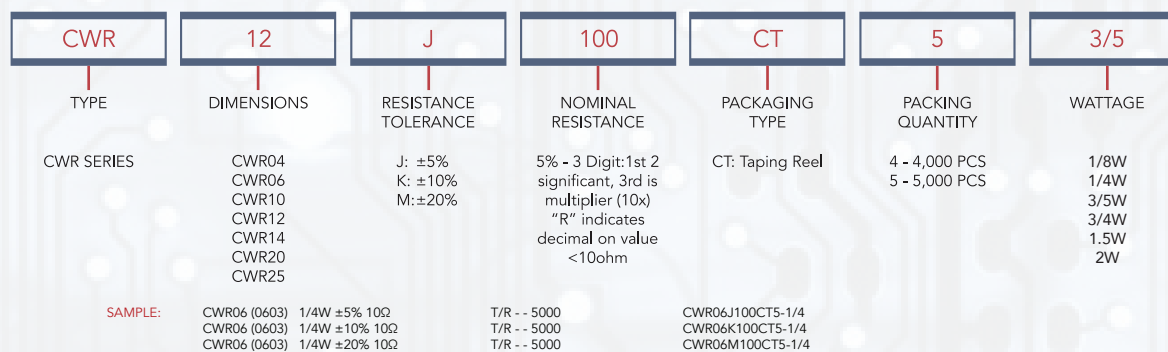 CWR 12 J 100 CT 5 3/5
TYPE
DIMENSIONS
RESISTANCE
TOLERANCE
NOMINAL
RESISTANCE
PACKAGING
TYPE
PACKING
QUANTITY
WATTAGE
CWR SERIES
CWR04
CWR06
CWR10
CWR12
CWR14
CWR20
CWR25
J: ±5%
K: ±10%
M:±20%
5% - 3 Digit:1st 2
significant, 3rd is
multiplier (10x)
"R" indicates
decimal on value
<10ohm
CT: Taping Reel
4 - 4,000 PCS
5 - 5,000 PCS
1/8W
1/4W
3/5W
3/4W
1.5W
2W
SAMPLE: CWR06 (0603) 1/4W ±5% 10Ω T/R - - 5000 CWR06J100CT5-1/4
CWR06 (0603) 1/4W ±10% 10Ω T/R - - 5000 CWR06K100CT5-1/4
CWR06 (0603) 1/4W ±20% 10Ω T/R - - 5000 CWR06M100CT5-1/4